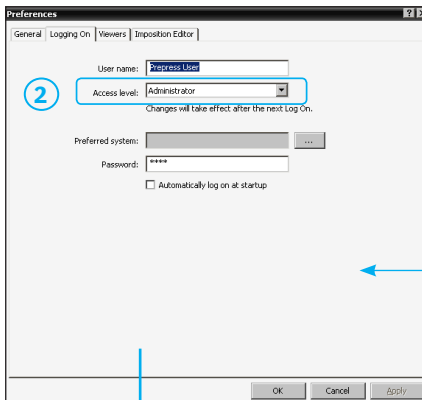 Preferences
General Logging On Viewers Imposition Editor
User name: Prepress User
2
Access level: Administrator
Changes will take effect after the next Log On.
Preferred system: ...
Password: ****
Automatically log on at startup
OK Cancel Apply